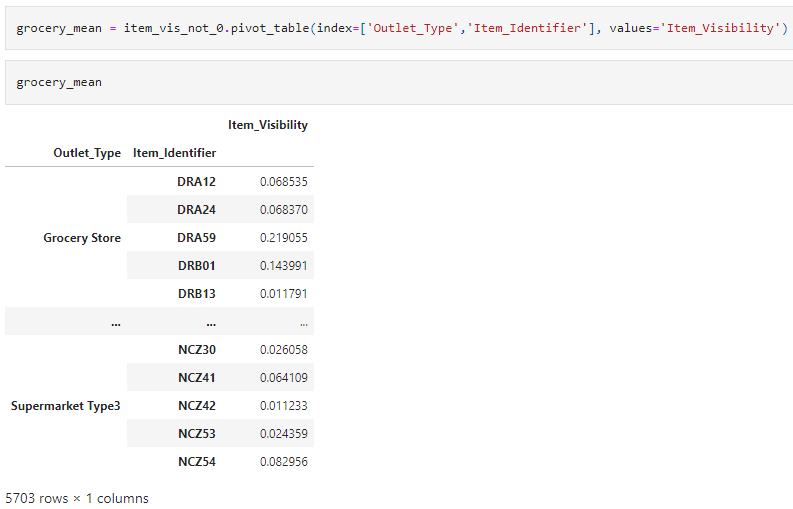 grocery_mean = item_vis_not_0.pivot_table(index=['Outlet_Type','Item_Identifier'], values='Item_Visibility')
grocery_mean
Item_Visibility
Outlet_Type Item_Identifier
DRA12 0.068535
DRA24 0.068370
Grocery Store DRA59 0.219055
DRB01 0.143991
DRB13 0.011791
... ... ...
NCZ30 0.026058
NCZ41 0.064109
Supermarket Type3 NCZ42 0.011233
NCZ53 0.024359
NCZ54 0.082956
5703 rows × 1 columns